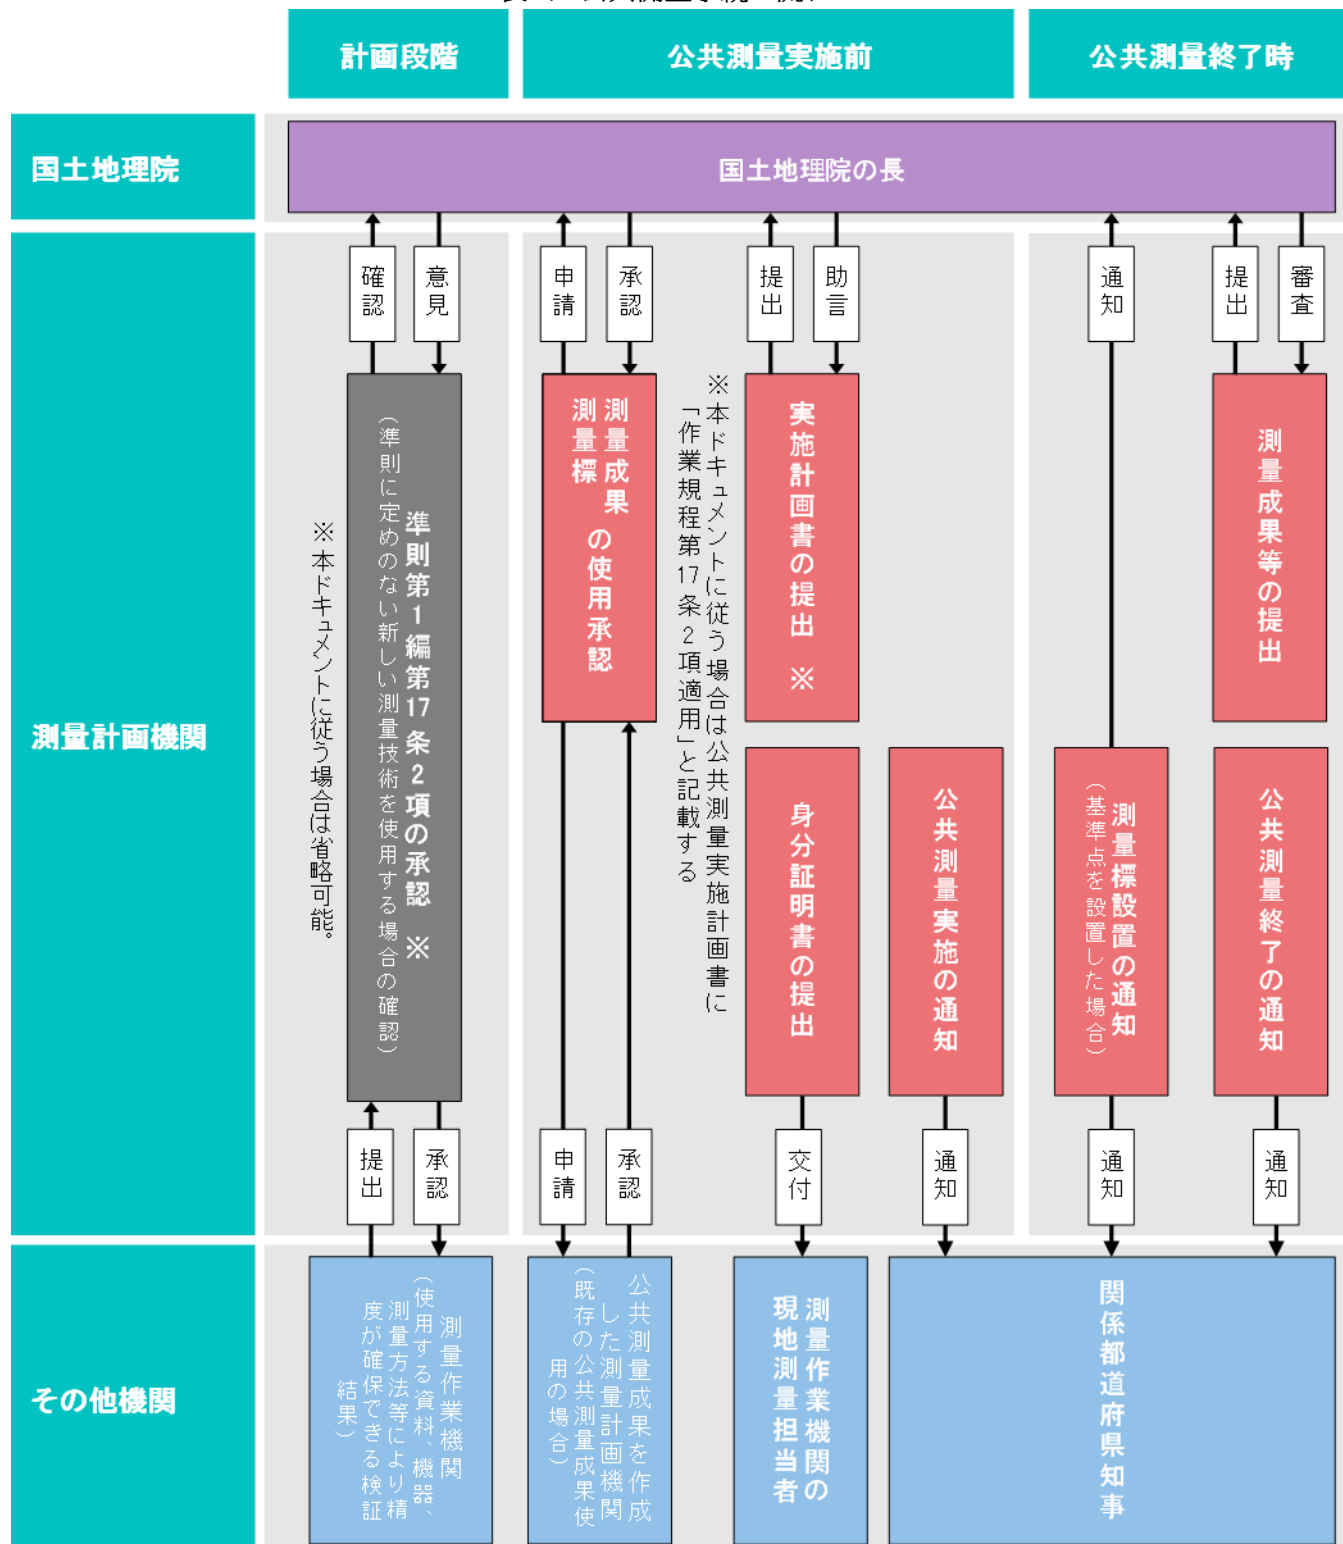 計画段階
公共測量実施前
公共測量終了時
国土地理院
国土地理院の長
確認
意見
申請
承認
提出
助言
通知
提出
審査
測量計画機関
準則第1編第17条2項の承認 ※
(準則に定めのない新しい測量技術を使用する場合の確認)
※本ドキュメントに従う場合は省略可能。
測量成果
測量標
の使用承認
実施計画書の提出 ※
※本ドキュメントに従う場合は公共測量実施計画書に
「作業規程第17条2項適用」と記載する
測量成果等の提出
身分証明書の提出
公共測量実施の通知
測量標設置の通知
(基準点を設置した場合)
公共測量終了の通知
提出
承認
申請
承認
交付
通知
通知
通知
その他機関
測量作業機関
(使用する資料、機器、
測量方法等により精
度が確保できる検証
結果)
公共測量成果を作成
した測量計画機関
(既存の公共測量成果使
用の場合)
測量作業機関の
現地測量担当者
関係都道府県知事